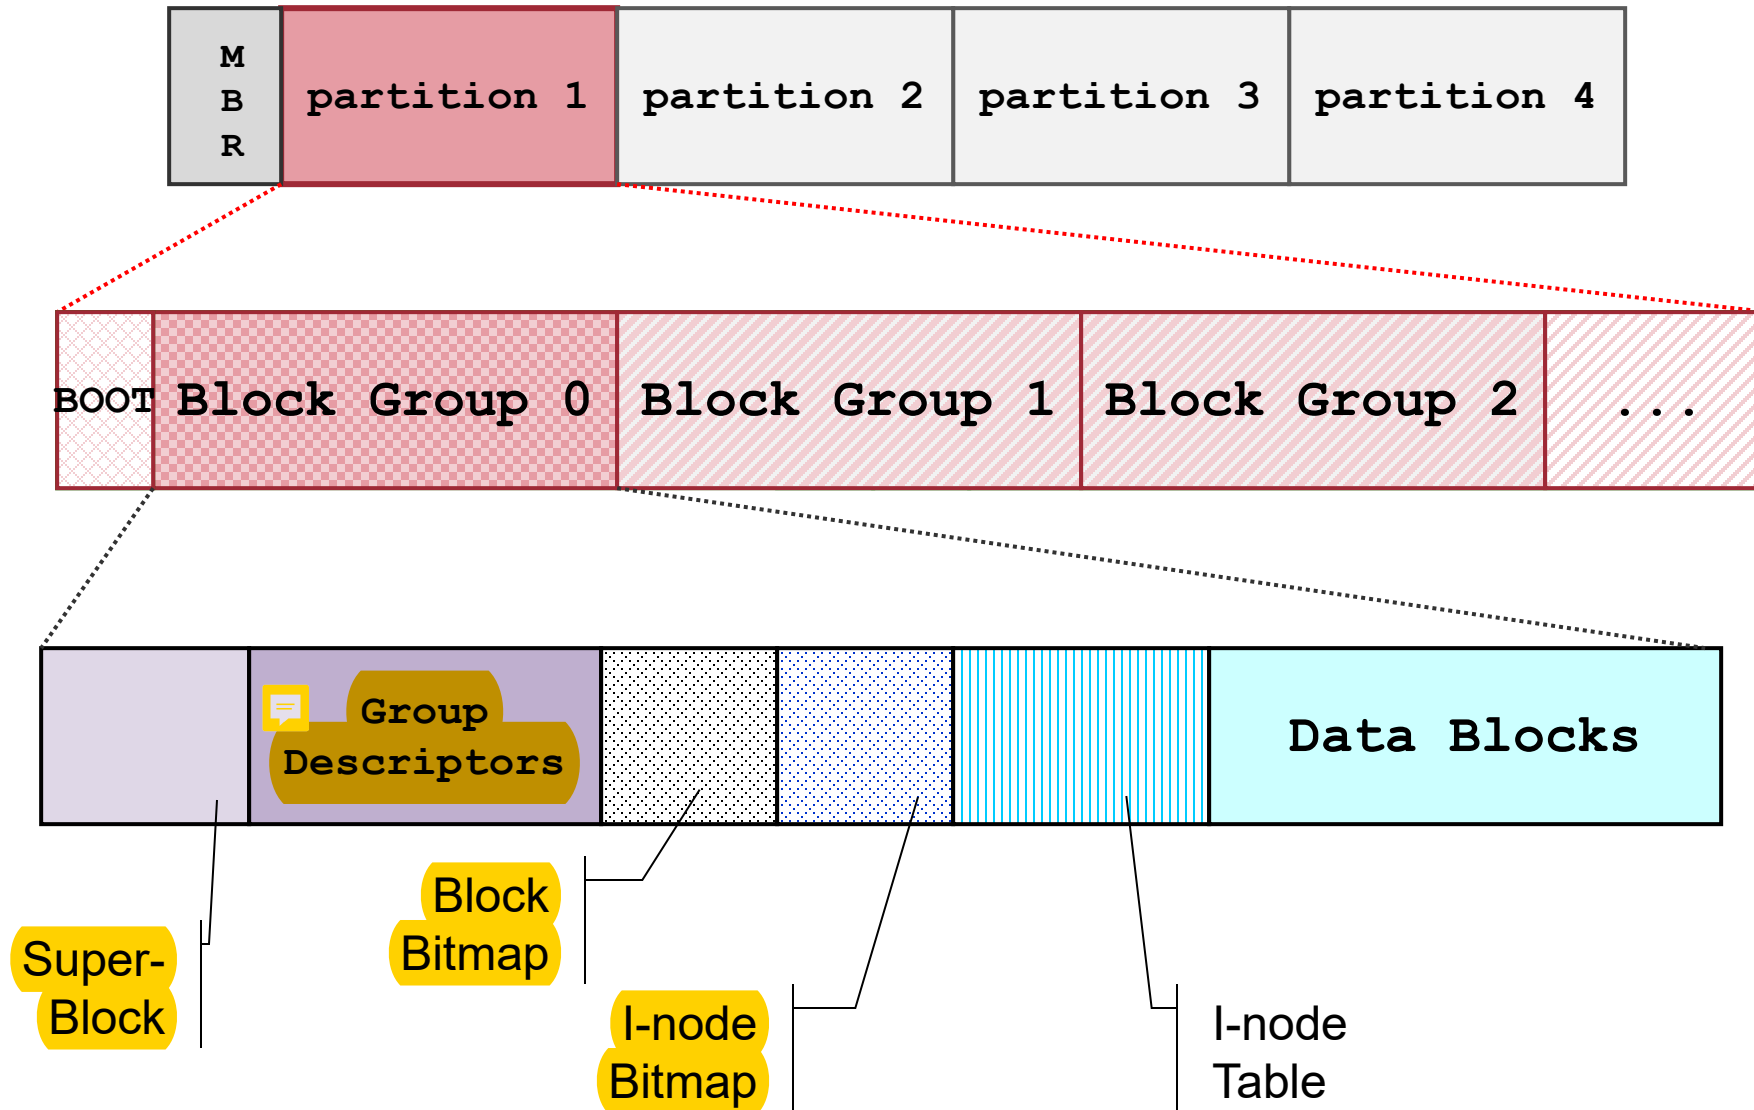 M
B
R
partition 1
partition 2
partition 3
partition 4
BOOT
Block Group 0
Block Group 1
Block Group 2
...
Group
Descriptors
Data Blocks
Super-
Block
Block
Bitmap
I-node
Bitmap
I-node
Table